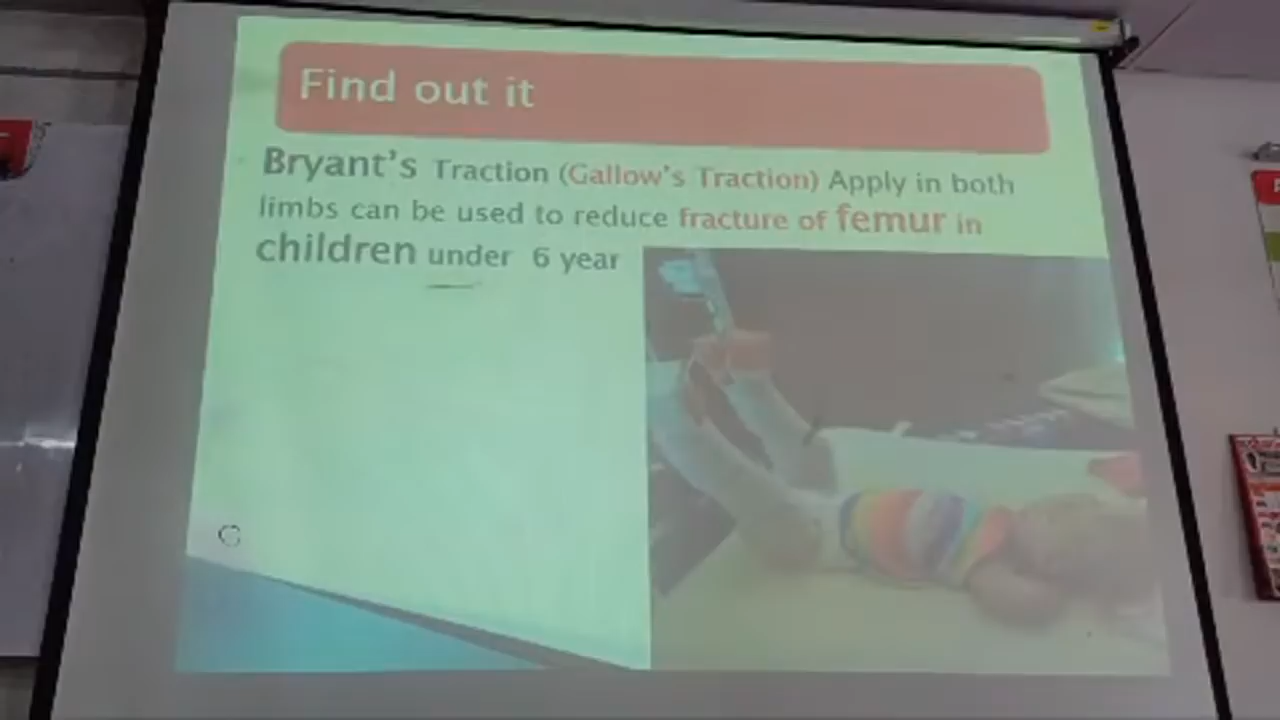 Find out it
Bryant's Traction (Gallow's Traction) Apply in both
limbs can be used to reduce fracture of femur in
children under 6 year